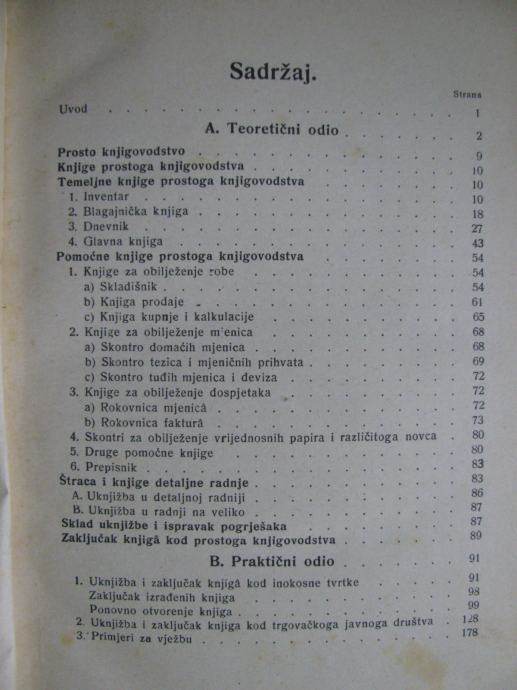 Sadržaj.
Strana
Uvod . . . . . . . . . . 1
A. Teoretični odio . . . . . 2
Prosto knjigovodstvo . . . . . . . . . . 9
Knjige prostoga knjigovodstva . . . . . . . . . . 10
Temeljne knjige prostoga knjigovodstva . . . . . . . . . . 10
1. Inventar . . . . . . . . . . 10
2. Blagajnička knjiga . . . . . . . . . . 18
3. Dnevnik . . . . . . . . . . 27
4. Glavna knjiga . . . . . . . . . . 43
Pomoćne knjige prostoga knjigovodstva . . . . . . . . . . 54
1. Knjige za obilježenje robe . . . . . . . . . . 54
a) Skladišnik . . . . . . . . . . 54
b) Knjiga prodaje . . . . . . . . . . 61
c) Knjiga kupnje i kalkulacije . . . . . . . . . . 65
2. Knjige za obilježenje mjenica . . . . . . . . . . 68
a) Skontro domaćih mjenica . . . . . . . . . . 68
b) Skontro tezica i mjeničnih prihvata . . . . . . . . 69
c) Skontro tuđih mjenica i deviza . . . . . . . . . . 72
3. Knjige za obilježenje dospjetaka . . . . . . . . . . 72
a) Rokovnica mjenicâ . . . . . . . . . . 72
b) Rokovnica fakturâ . . . . . . . . . . 73
4. Skontri za obilježenje vrijednosnih papira i različitoga novca . 80
5. Druge pomoćne knjige . . . . . . . . . . 80
6. Prepisnik . . . . . . . . . . 83
Štraca i knjige detaljne radnje . . . . . . . . . . 83
A. Uknjižba u detaljnoj radnji . . . . . . . . . . 86
B. Uknjižba u radnji na veliko . . . . . . . . . . 87
Sklad uknjižbe i ispravak pogrješaka . . . . . . . . . . 87
Zaključak knjigâ kod prostoga knjigovodstva . . . . . . . . 89
B. Praktični odio . . . . . 91
1. Uknjižba i zaključak knjigâ kod inokosne tvrtke . . . . . 91
Zaključak izrađenih knjiga . . . . . . . . . . 98
Ponovno otvorenje knjiga . . . . . . . . . . 99
2. Uknjižba i zaključak knjiga kod trgovačkoga javnoga društva . 128
3. Primjeri za vježbu . . . . . . . . . . 178